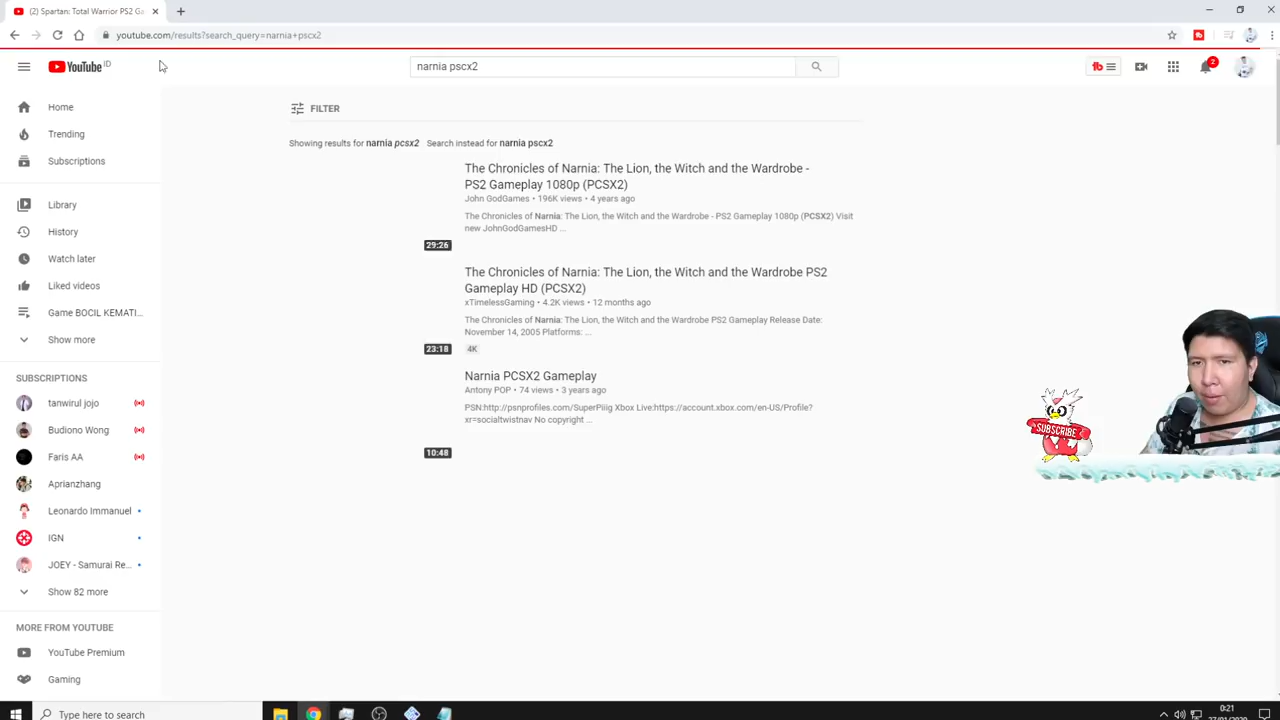 (2) Spartan: Total Warrior PS2 Ga
youtube.com/results?search_query=narnia+pscx2
YouTube ID
narnia pscx2
2
Home
Trending
Subscriptions
Library
History
Watch later
Liked videos
Game BOCIL KEMATI...
Show more
SUBSCRIPTIONS
tanwirul jojo
Budiono Wong
Faris AA
Aprianzhang
Leonardo Immanuel
IGN
JOEY - Samurai Re...
Show 82 more
MORE FROM YOUTUBE
YouTube Premium
Gaming
FILTER
Showing results for narnia pcsx2 Search instead for narnia pscx2
The Chronicles of Narnia: The Lion, the Witch and the Wardrobe -
PS2 Gameplay 1080p (PCSX2)
John GodGames • 196K views • 4 years ago
The Chronicles of Narnia: The Lion, the Witch and the Wardrobe - PS2 Gameplay 1080p (PCSX2) Visit
new JohnGodGamesHD ...
29:26
The Chronicles of Narnia: The Lion, the Witch and the Wardrobe PS2
Gameplay HD (PCSX2)
xTimelessGaming • 4.2K views • 12 months ago
The Chronicles of Narnia: The Lion, the Witch and the Wardrobe PS2 Gameplay Release Date:
November 14, 2005 Platforms: ...
23:18
4K
Narnia PCSX2 Gameplay
Antony POP • 74 views • 3 years ago
PSN:http://psnprofiles.com/SuperPiiig Xbox Live:https://account.xbox.com/en-US/Profile?
xr=socialtwistnav No copyright ...
10:48
SUBSCRIBE
Type here to search
0:21
27/01/2020